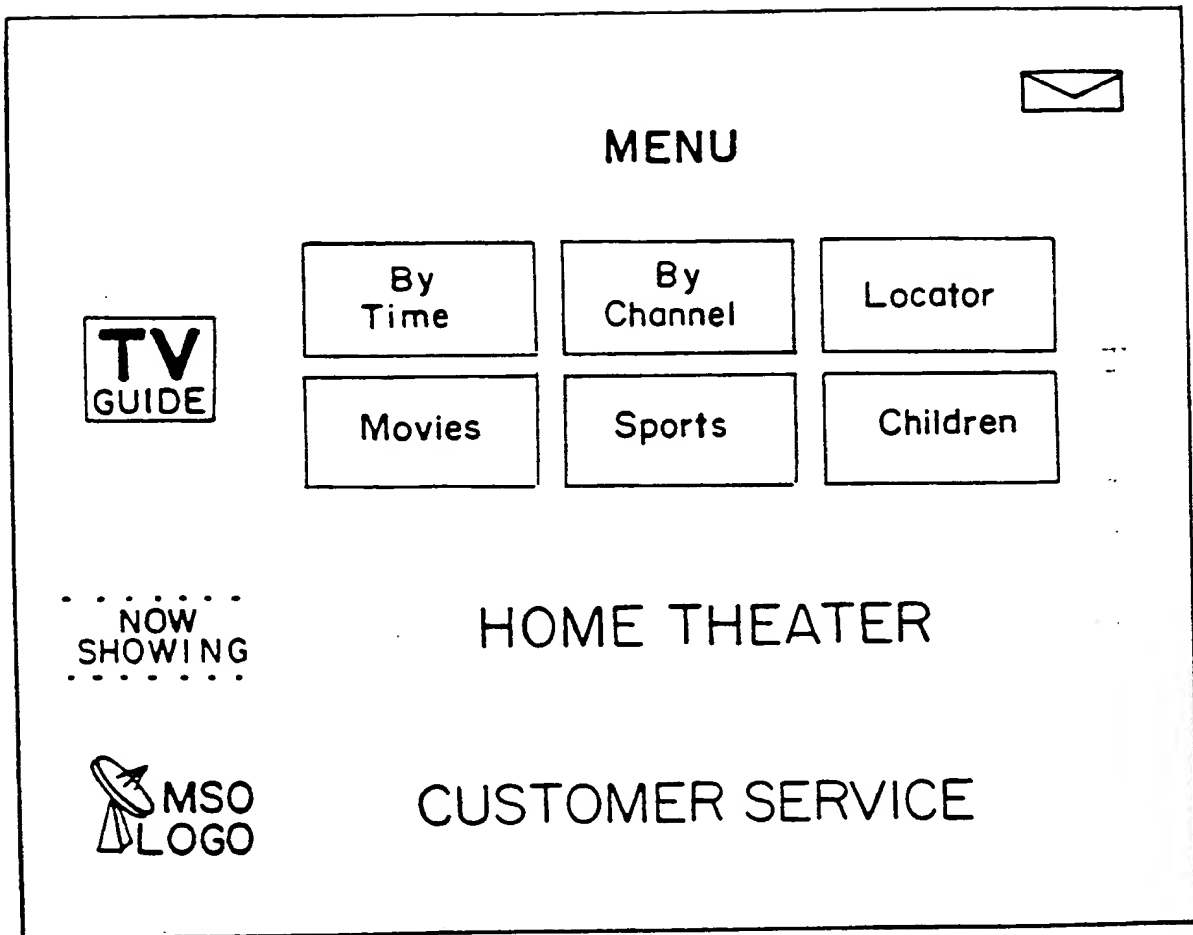 MENU
By
Time
By
Channel
Locator
TV
GUIDE
Movies
Sports
Children
NOW
SHOWING
HOME THEATER
MSO
LOGO
CUSTOMER SERVICE